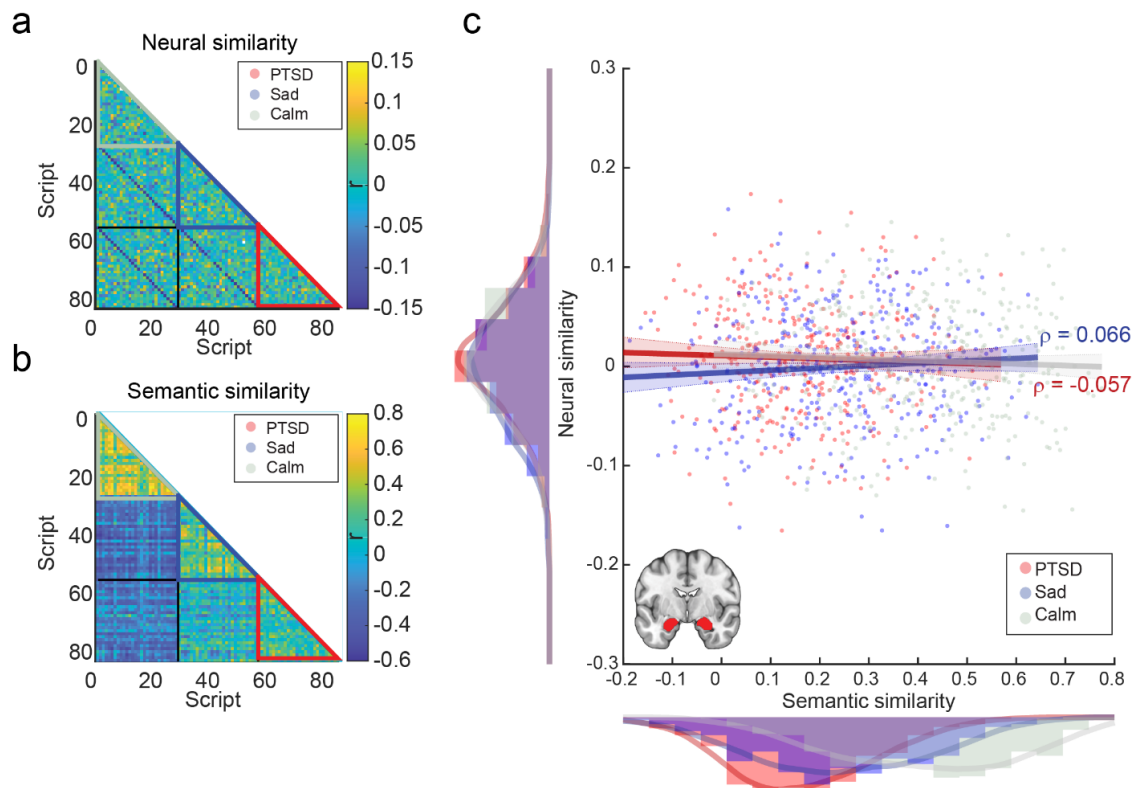 a
Neural similarity
PTSD
Sad
Calm
0
20
40
60
80
Script
0 20 40 60 80
Script
0.15
0.1
0.05
0
-0.05
-0.1
-0.15
r
b
Semantic similarity
PTSD
Sad
Calm
0
20
40
60
80
Script
0 20 40 60 80
Script
0.8
0.6
0.4
0.2
0
-0.2
-0.4
-0.6
r
c
0.3
0.2
0.1
0
-0.1
-0.2
-0.3
Neural similarity
ρ = 0.066
ρ = -0.057
PTSD
Sad
Calm
-0.2 -0.1 0 0.1 0.2 0.3 0.4 0.5 0.6 0.7 0.8
Semantic similarity